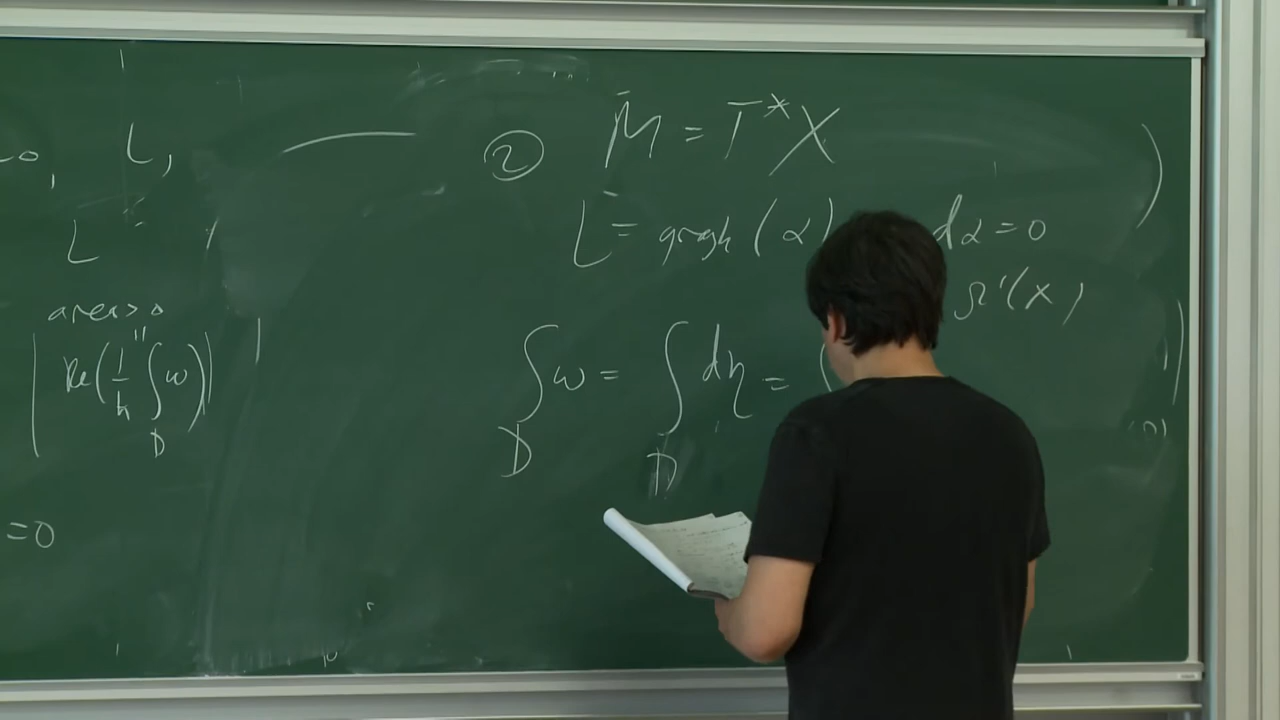 L,
L
area>0
|Re(1/ħ ∫_D ω)|
=0
② M̄ = T*X
L̄ = graph(α) dα=0
Ω¹(X)
∫_D ω = ∫_D dη = (